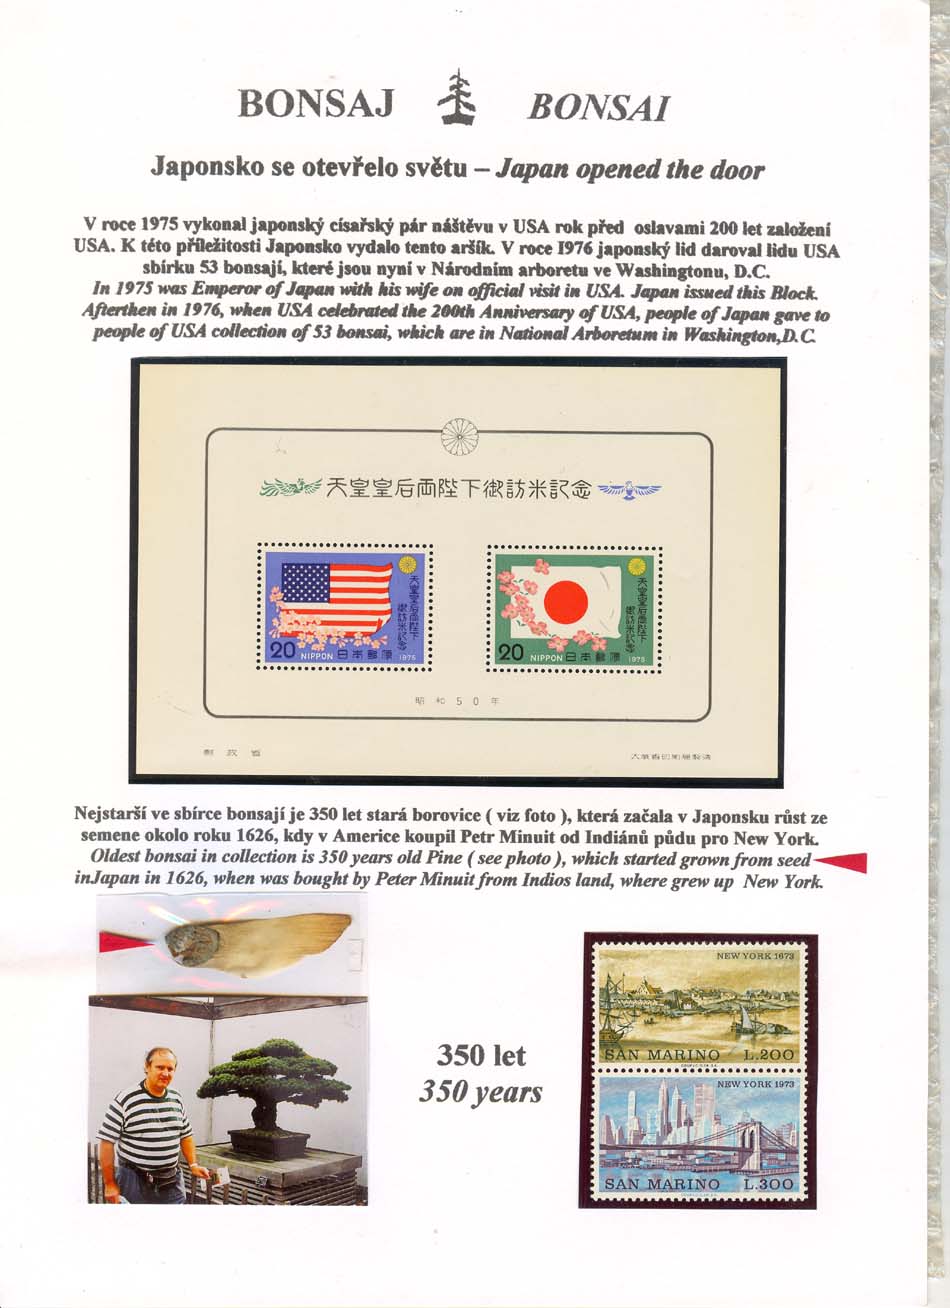 BONSAJ BONSAI
Japonsko se otevřelo světu – Japan opened the door
V roce 1975 vykonal japonský císařský pár náštěvu v USA rok před oslavami 200 let založení
USA. K této příležitosti Japonsko vydalo tento aršík. V roce I976 japonský lid daroval lidu USA
sbírku 53 bonsají, které jsou nyní v Národním arboretu ve Washingtonu, D.C.
In 1975 was Emperor of Japan with his wife on official visit in USA. Japan issued this Block.
Afterthen in 1976, when USA celebrated the 200th Anniversary of USA, people of Japan gave to
people of USA collection of 53 bonsai, which are in National Arboretum in Washington,D.C.
天皇皇后両陛下御訪米記念
天皇皇后両陛下
御訪米記念
20 NIPPON 日本郵便 1975
天皇皇后両陛下
御訪米記念
20 NIPPON 日本郵便 1975
昭和50年
郵政省
大蔵省印刷局製造
Nejstarší ve sbírce bonsají je 350 let stará borovice ( viz foto ), která začala v Japonsku růst ze
semene okolo roku 1626, kdy v Americe koupil Petr Minuit od Indiánů půdu pro New York.
Oldest bonsai in collection is 350 years old Pine ( see photo ), which started grown from seed
inJapan in 1626, when was bought by Peter Minuit from Indios land, where grew up New York.
350 let
350 years
NEW YORK 1673
SAN MARINO L.200
NEW YORK 1973
SAN MARINO L.300